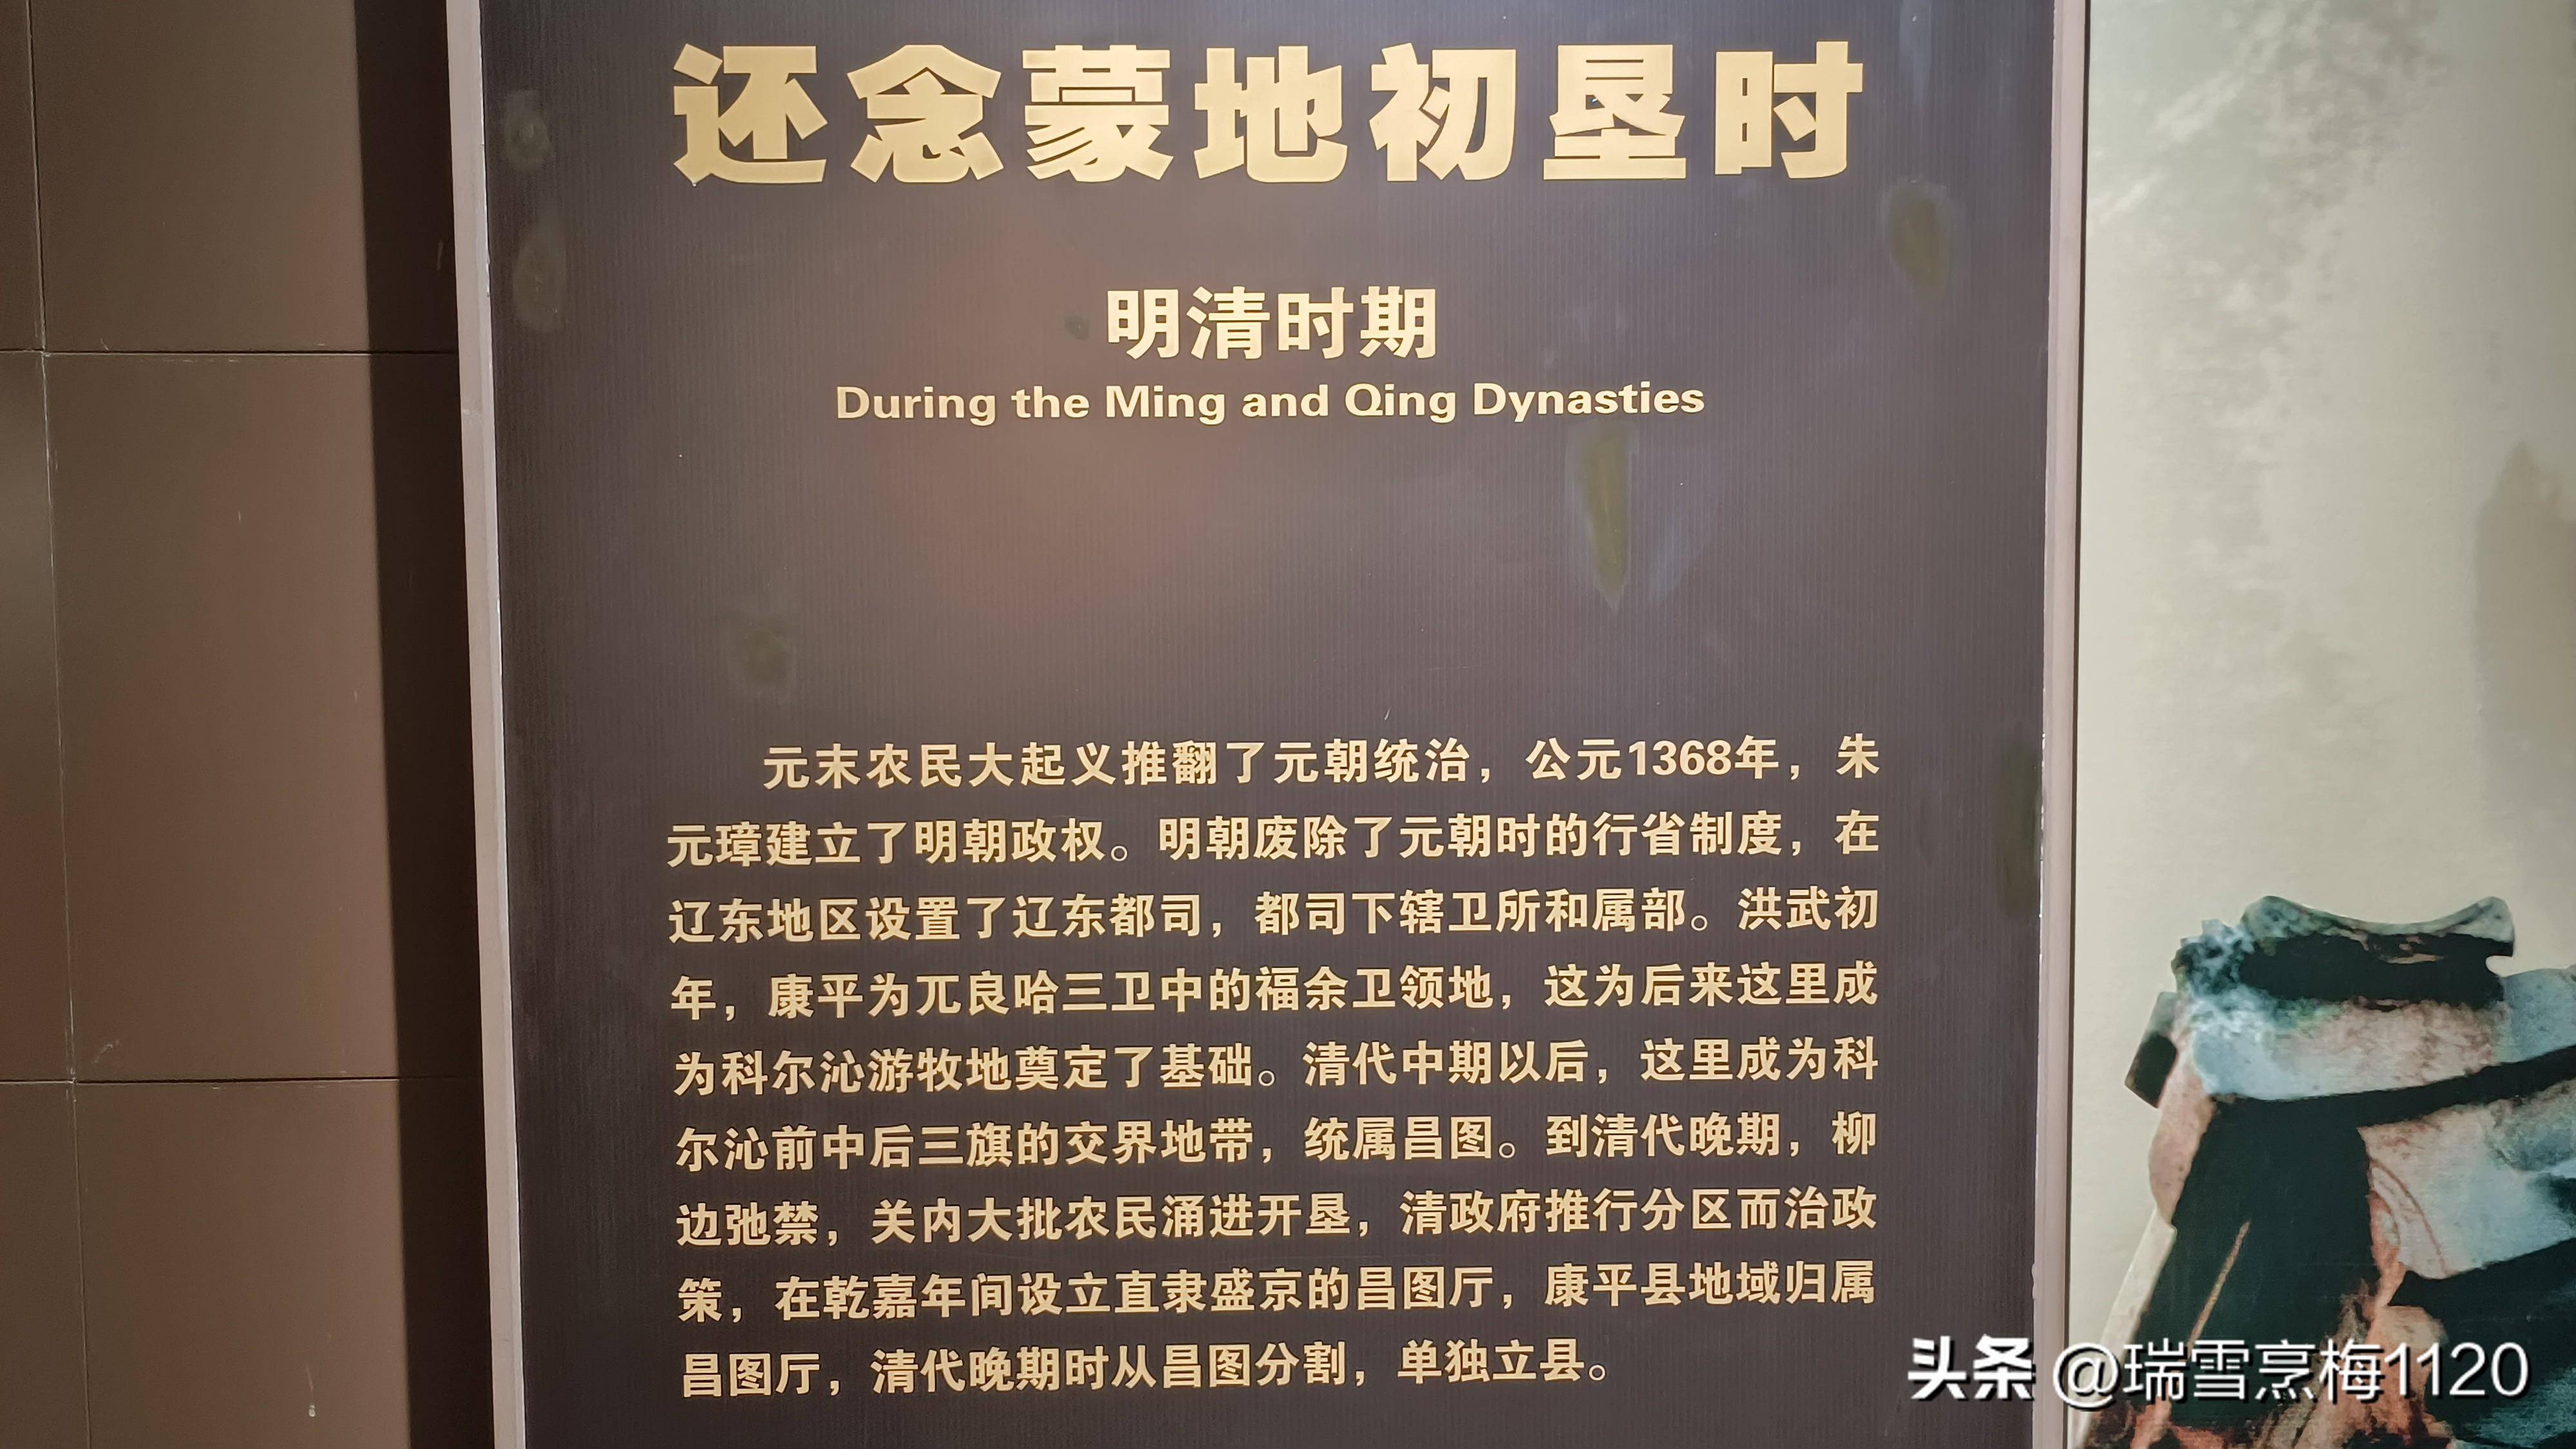 还念蒙地初垦时
明清时期
During the Ming and Qing Dynasties
元末农民大起义推翻了元朝统治，公元1368年，朱
元璋建立了明朝政权。明朝废除了元朝时的行省制度，在
辽东地区设置了辽东都司，都司下辖卫所和属部。洪武初
年，康平为兀良哈三卫中的福余卫领地，这为后来这里成
为科尔沁游牧地奠定了基础。清代中期以后，这里成为科
尔沁前中后三旗的交界地带，统属昌图。到清代晚期，柳
边弛禁，关内大批农民涌进开垦，清政府推行分区而治政
策，在乾嘉年间设立直隶盛京的昌图厅，康平县地域归属
昌图厅，清代晚期时从昌图分割，单独立县。
头条 @瑞雪烹梅1120